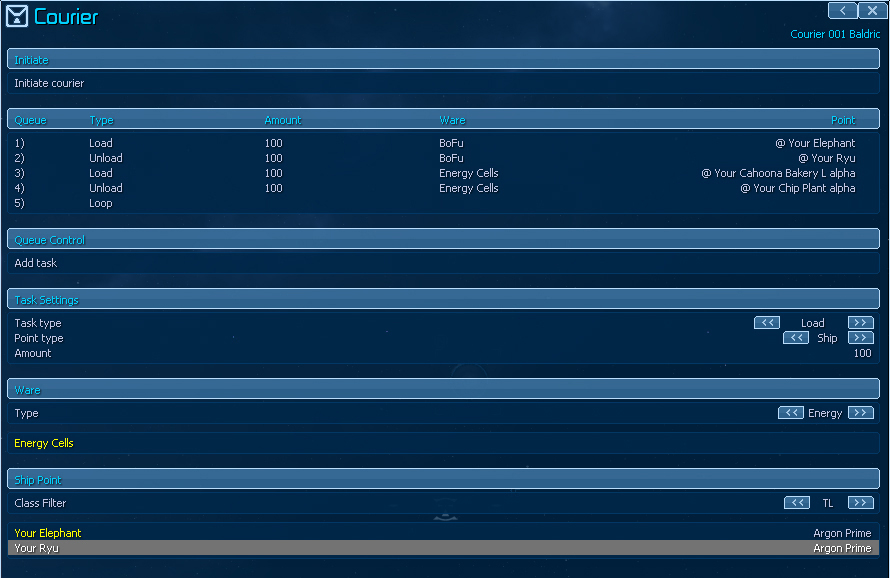 Courier
Courier 001 Baldric
Initiate
Initiate courier
Queue Type Amount Ware Point
1) Load 100 BoFu @ Your Elephant
2) Unload 100 BoFu @ Your Ryu
3) Load 100 Energy Cells @ Your Cahoona Bakery L alpha
4) Unload 100 Energy Cells @ Your Chip Plant alpha
5) Loop
Queue Control
Add task
Task Settings
Task type << Load >>
Point type << Ship >>
Amount 100
Ware
Type << Energy >>
Energy Cells
Ship Point
Class Filter << TL >>
Your Elephant Argon Prime
Your Ryu Argon Prime